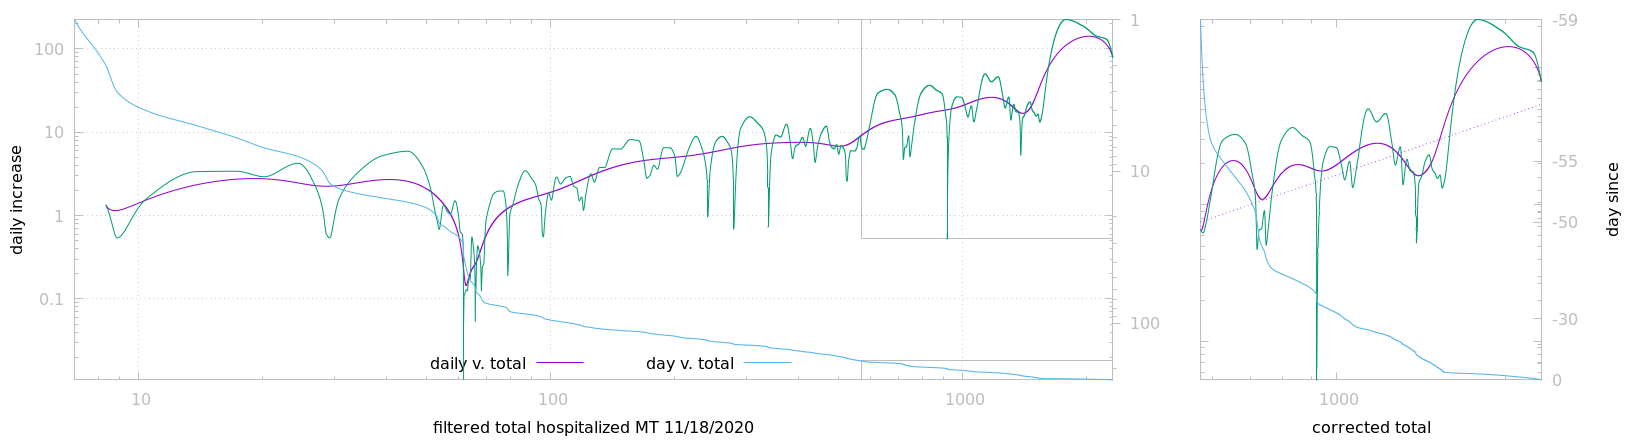 100
10
1
0.1
daily increase
10
100
1000
filtered total hospitalized MT 11/18/2020
daily v. total
day v. total
1
10
100
1000
corrected total
-59
-55
-50
-30
0
day since